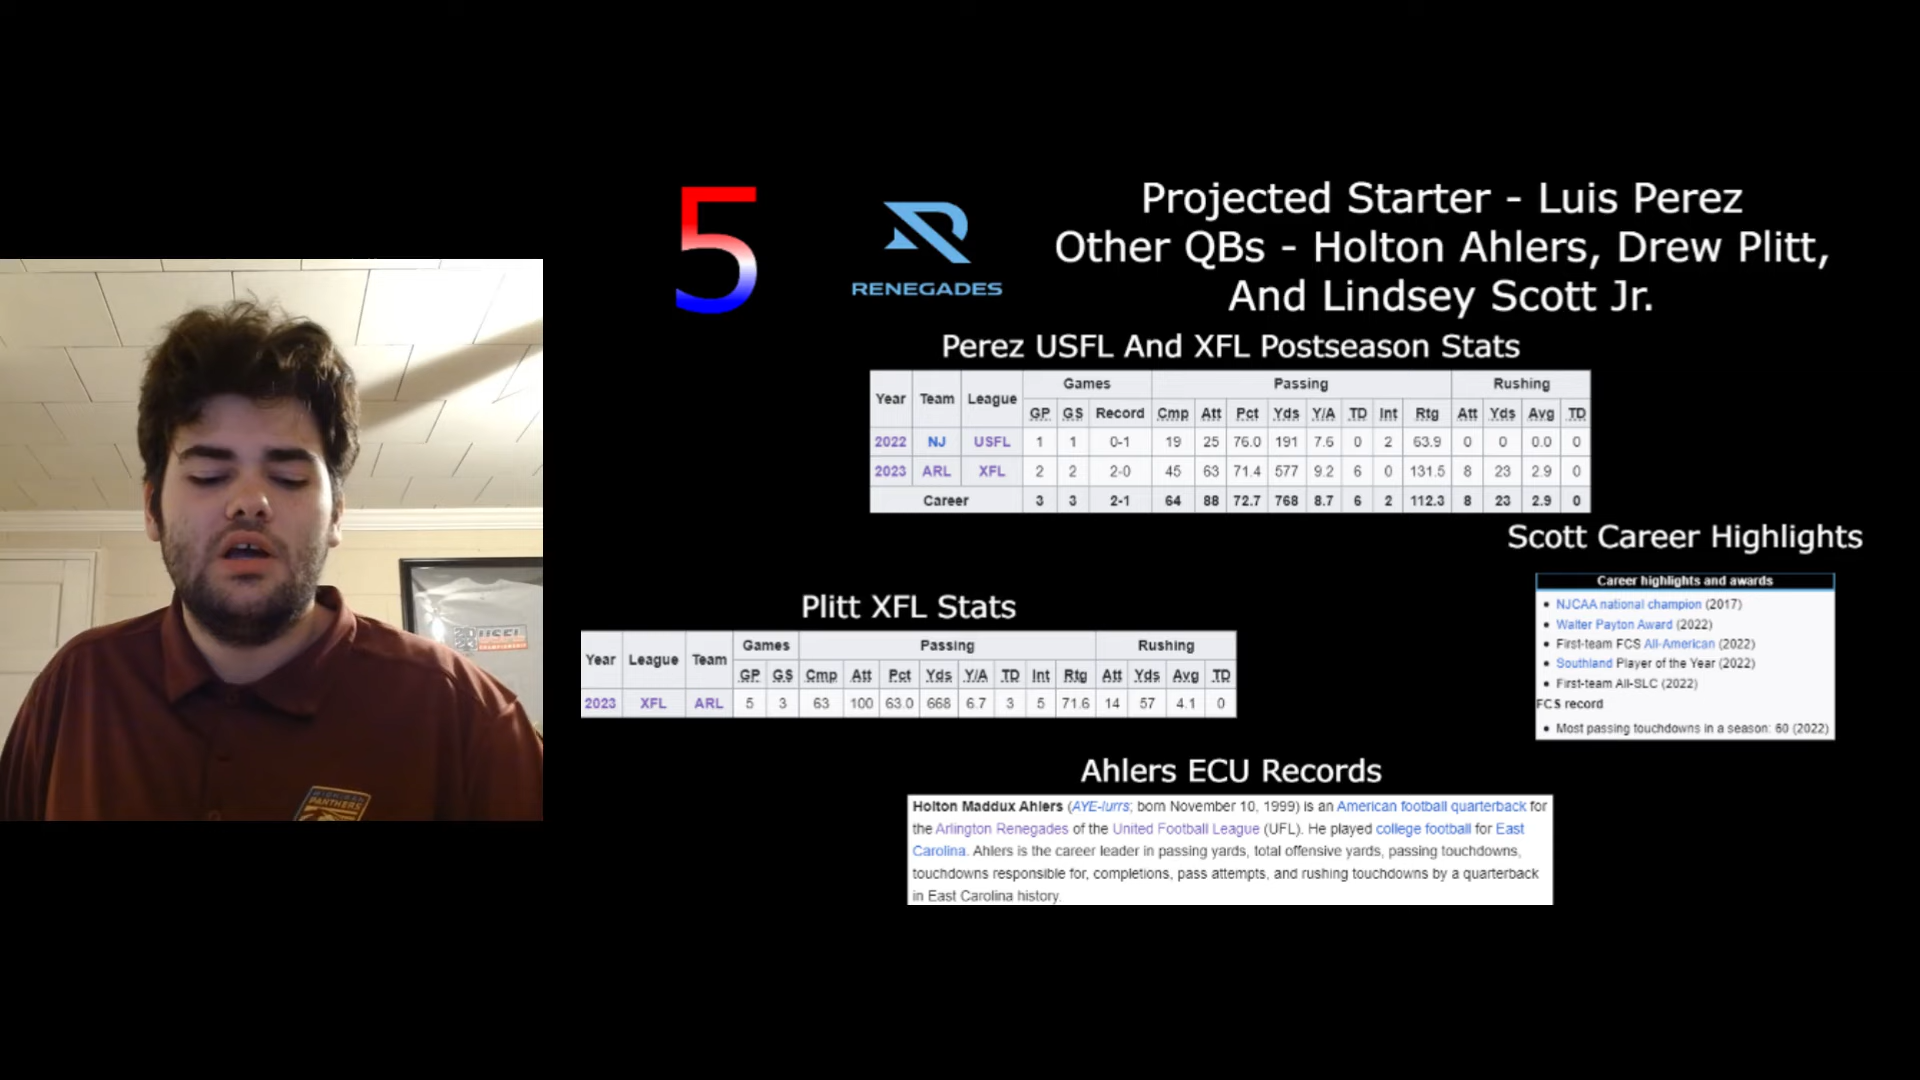 5
RENEGADES
Projected Starter - Luis Perez
Other QBs - Holton Ahlers, Drew Plitt,
And Lindsey Scott Jr.
Perez USFL And XFL Postseason Stats
Year Team League Games Passing Rushing
GP GS Record Cmp Att Pct Yds Y/A TD Int Rtg Att Yds Avg TD
2022 NJ USFL 1 1 0-1 19 25 76.0 191 7.6 0 2 63.9 0 0 0.0 0
2023 ARL XFL 2 2 2-0 45 63 71.4 577 9.2 6 0 131.5 8 23 2.9 0
Career 3 3 2-1 64 88 72.7 768 8.7 6 2 112.3 8 23 2.9 0
Scott Career Highlights
Career highlights and awards
• NJCAA national champion (2017)
• Walter Payton Award (2022)
• First-team FCS All-American (2022)
• Southland Player of the Year (2022)
• First-team All-SLC (2022)
FCS record
• Most passing touchdowns in a season: 60 (2022)
Plitt XFL Stats
Year League Team Games Passing Rushing
GP GS Cmp Att Pct Yds Y/A TD Int Rtg Att Yds Avg TD
2023 XFL ARL 5 3 63 100 63.0 668 6.7 3 5 71.6 14 57 4.1 0
Ahlers ECU Records
Holton Maddux Ahlers (AYE-lurrs; born November 10, 1999) is an American football quarterback for
the Arlington Renegades of the United Football League (UFL). He played college football for East
Carolina. Ahlers is the career leader in passing yards, total offensive yards, passing touchdowns,
touchdowns responsible for, completions, pass attempts, and rushing touchdowns by a quarterback
in East Carolina history.
USFL
MICHIGAN
PANTHERS